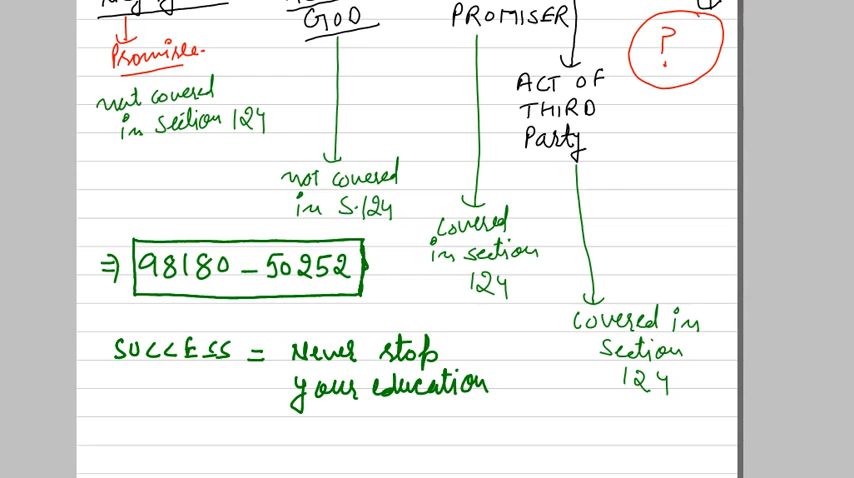 GOD
PROMISER
?
Promisee
ACT OF
THIRD
Party
not covered
in section 124
not covered
in S.124
covered
in section
124
⇒ 98180-50252
covered in
section
124
SUCCESS = Never stop
your education